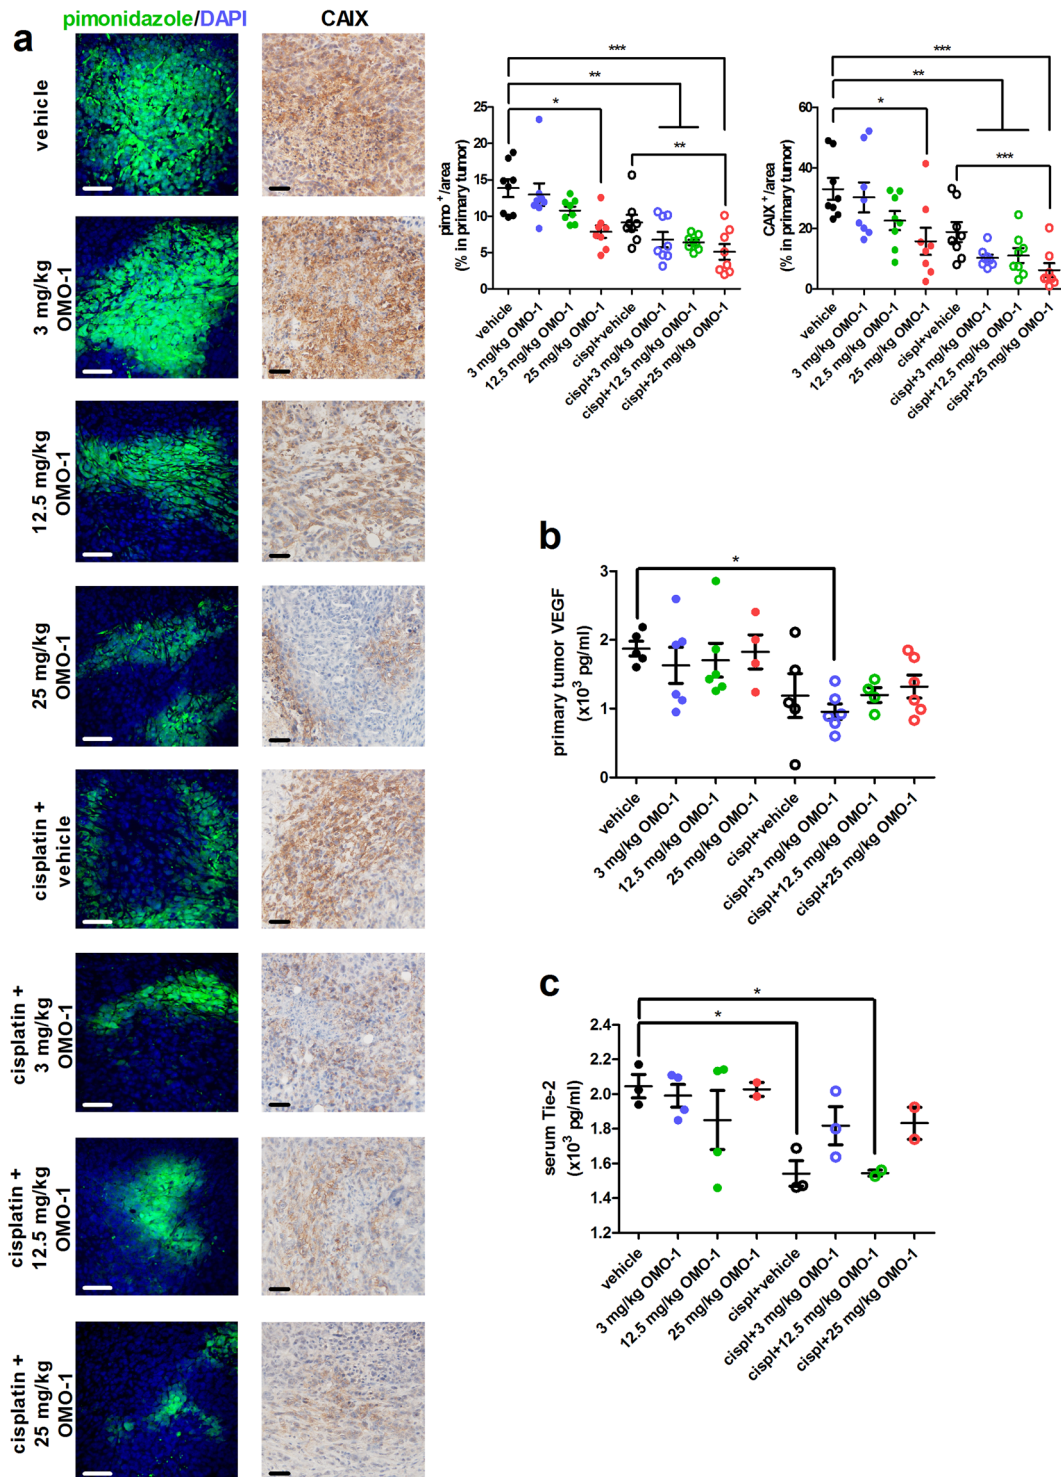 a
pimonidazole/DAPI
CAIX
vehicle
3 mg/kg
OMO-1
12.5 mg/kg
OMO-1
25 mg/kg
OMO-1
cisplatin +
vehicle
cisplatin +
3 mg/kg
OMO-1
cisplatin +
12.5 mg/kg
OMO-1
cisplatin +
25 mg/kg
OMO-1
***
**
*
**
pimo +/area
(% in primary tumor)
25
20
15
10
5
0
vehicle
3 mg/kg OMO-1
12.5 mg/kg OMO-1
25 mg/kg OMO-1
cispl+vehicle
cispl+3 mg/kg OMO-1
cispl+12.5 mg/kg OMO-1
cispl+25 mg/kg OMO-1
***
**
*
***
CAIX +/area
(% in primary tumor)
60
40
20
0
vehicle
3 mg/kg OMO-1
12.5 mg/kg OMO-1
25 mg/kg OMO-1
cispl+vehicle
cispl+3 mg/kg OMO-1
cispl+12.5 mg/kg OMO-1
cispl+25 mg/kg OMO-1
b
*
primary tumor VEGF
(x10³ pg/ml)
3
2
1
0
vehicle
3 mg/kg OMO-1
12.5 mg/kg OMO-1
25 mg/kg OMO-1
cispl+vehicle
cispl+3 mg/kg OMO-1
cispl+12.5 mg/kg OMO-1
cispl+25 mg/kg OMO-1
c
*
*
serum Tie-2
(x10³ pg/ml)
2.4
2.2
2.0
1.8
1.6
1.4
1.2
vehicle
3 mg/kg OMO-1
12.5 mg/kg OMO-1
25 mg/kg OMO-1
cispl+vehicle
cispl+3 mg/kg OMO-1
cispl+12.5 mg/kg OMO-1
cispl+25 mg/kg OMO-1